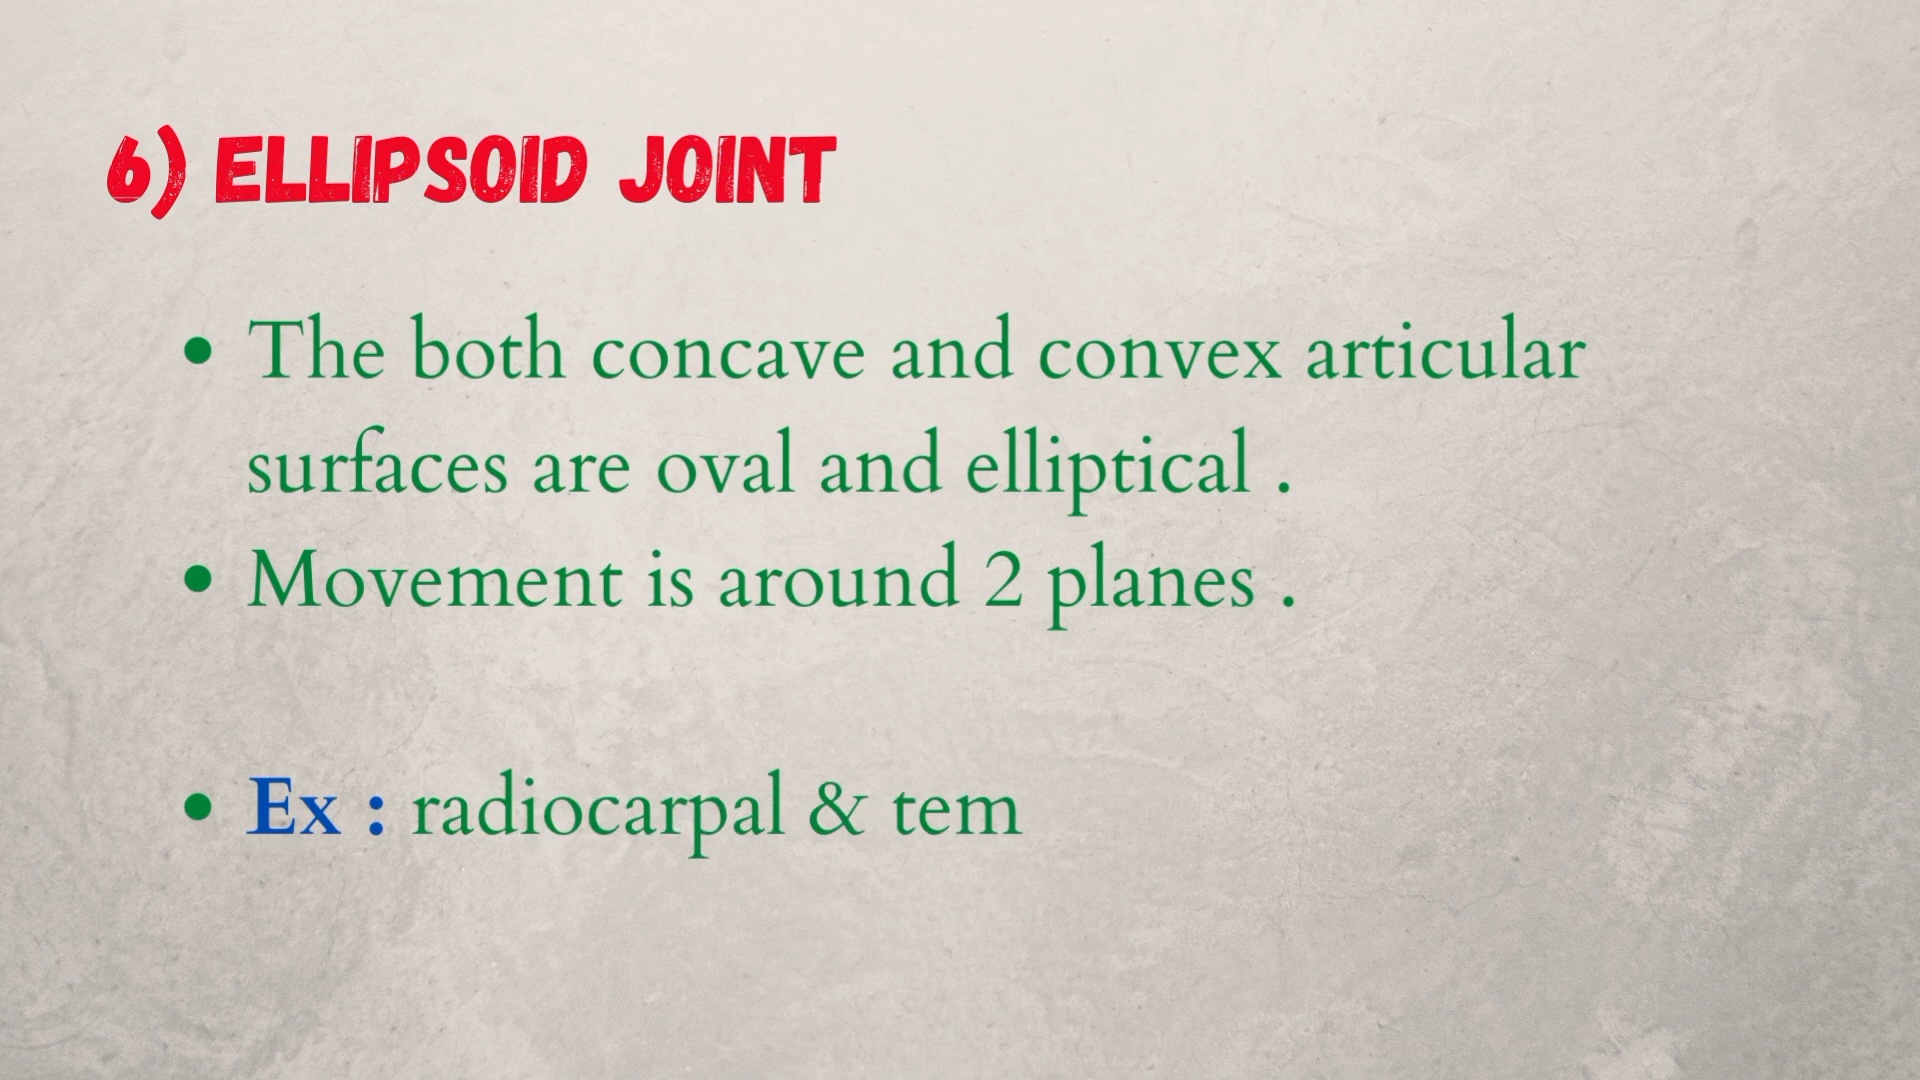 6) ELLIPSOID JOINT
• The both concave and convex articular
surfaces are oval and elliptical .
• Movement is around 2 planes .
• Ex : radiocarpal & tem